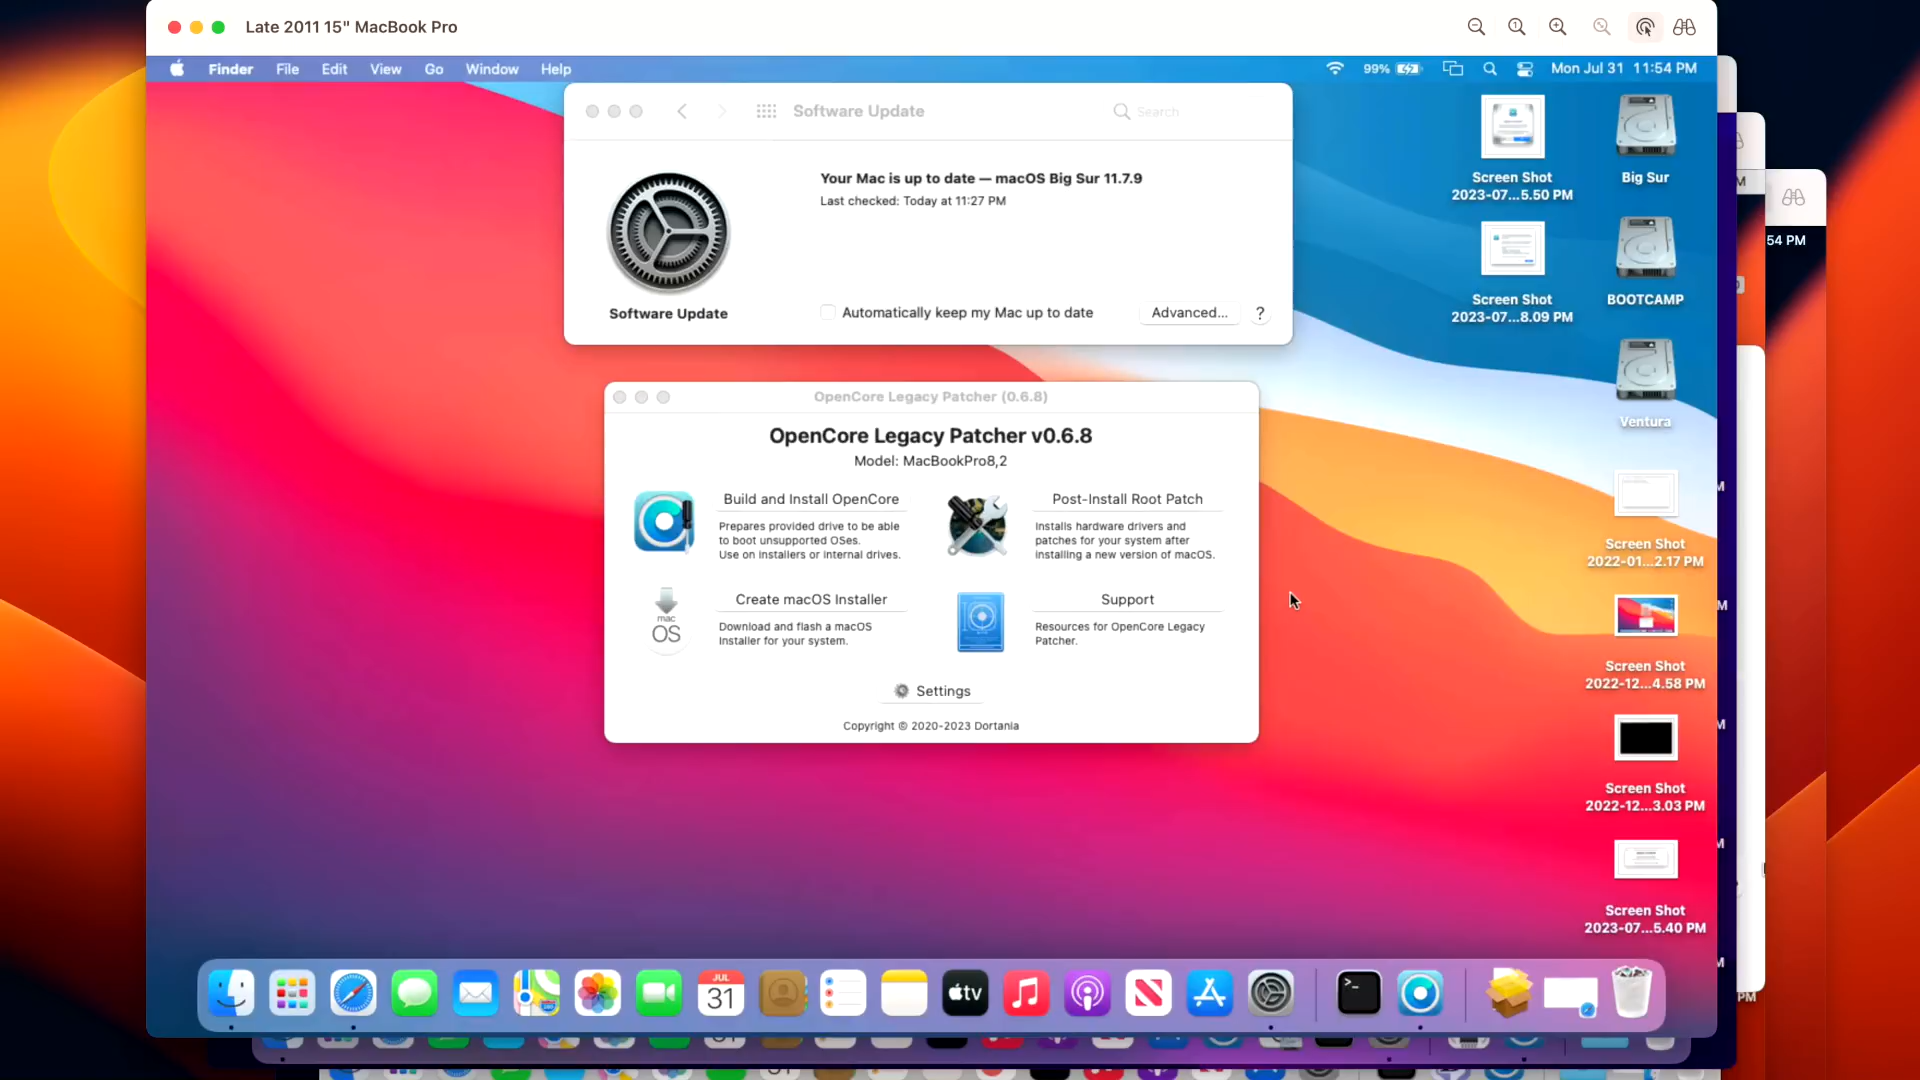 Late 2011 15" MacBook Pro
Finder File Edit View Go Window Help
99% Mon Jul 31 11:54 PM
Software Update
Search
Your Mac is up to date — macOS Big Sur 11.7.9
Last checked: Today at 11:27 PM
Software Update
Automatically keep my Mac up to date
Advanced...
?
OpenCore Legacy Patcher (0.6.8)
OpenCore Legacy Patcher v0.6.8
Model: MacBookPro8,2
Build and Install OpenCore
Prepares provided drive to be able
to boot unsupported OSes.
Use on installers or internal drives.
Post-Install Root Patch
Installs hardware drivers and
patches for your system after
installing a new version of macOS.
mac
OS
Create macOS Installer
Download and flash a macOS
Installer for your system.
Support
Resources for OpenCore Legacy
Patcher.
Settings
Copyright © 2020-2023 Dortania
Screen Shot
2023-07...5.50 PM
Big Sur
Screen Shot
2023-07...8.09 PM
BOOTCAMP
Ventura
Screen Shot
2022-01...2.17 PM
Screen Shot
2022-12...4.58 PM
Screen Shot
2022-12...3.03 PM
Screen Shot
2023-07...5.40 PM
54 PM
PM
JUL
31
tv